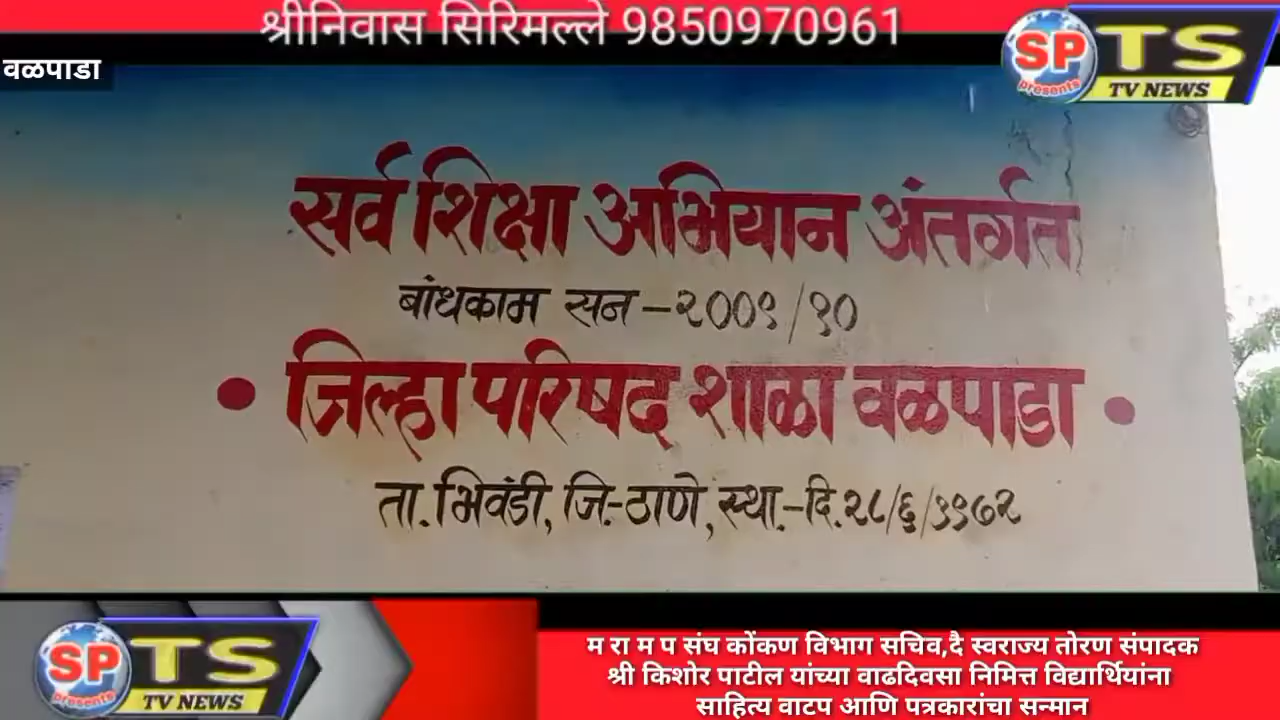 श्रीनिवास सिरिमल्ले 9850970961
SP presents TS TV NEWS
वळपाडा
सर्व शिक्षा अभियान अंतर्गत
बांधकाम सन-२००९/१०
• जिल्हा परिषद शाळा वळपाडा •
ता. भिवंडी, जि.-ठाणे, स्था.-दि.२८/६/१९७२
SP presents TS TV NEWS
म रा म प संघ कोंकण विभाग सचिव,दै स्वराज्य तोरण संपादक
श्री किशोर पाटील यांच्या वाढदिवसा निमित्त विद्यार्थियांना
साहित्य वाटप आणि पत्रकारांचा सन्मान